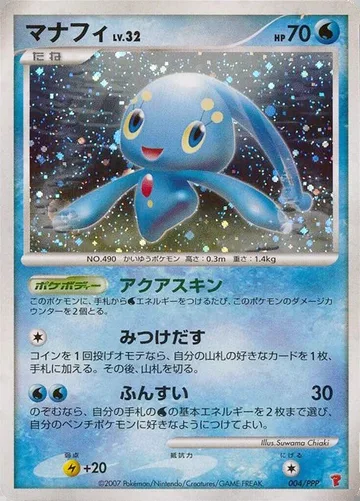 マナフィ LV.32 HP 70
たね
NO.490 かいゆうポケモン 高さ：0.3m 重さ：1.4kg
ポケボディー アクアスキン
このポケモンに、手札から エネルギーをつけるたび、このポケモンのダメージカ
ウンターを2個とる。
みつけだす
コインを1回投げオモテなら、自分の山札の好きなカードを1枚、
手札に加える。その後、山札を切る。
ふんすい 30
のぞむなら、自分の手札の の基本エネルギーを2枚まで選び、
自分のベンチポケモンに好きなようにつけてよい。
Illus.Suwama Chiaki
弱点 抵抗力 にげる
+20
©2007 Pokémon/Nintendo/Creatures/GAME FREAK. 004/PPP